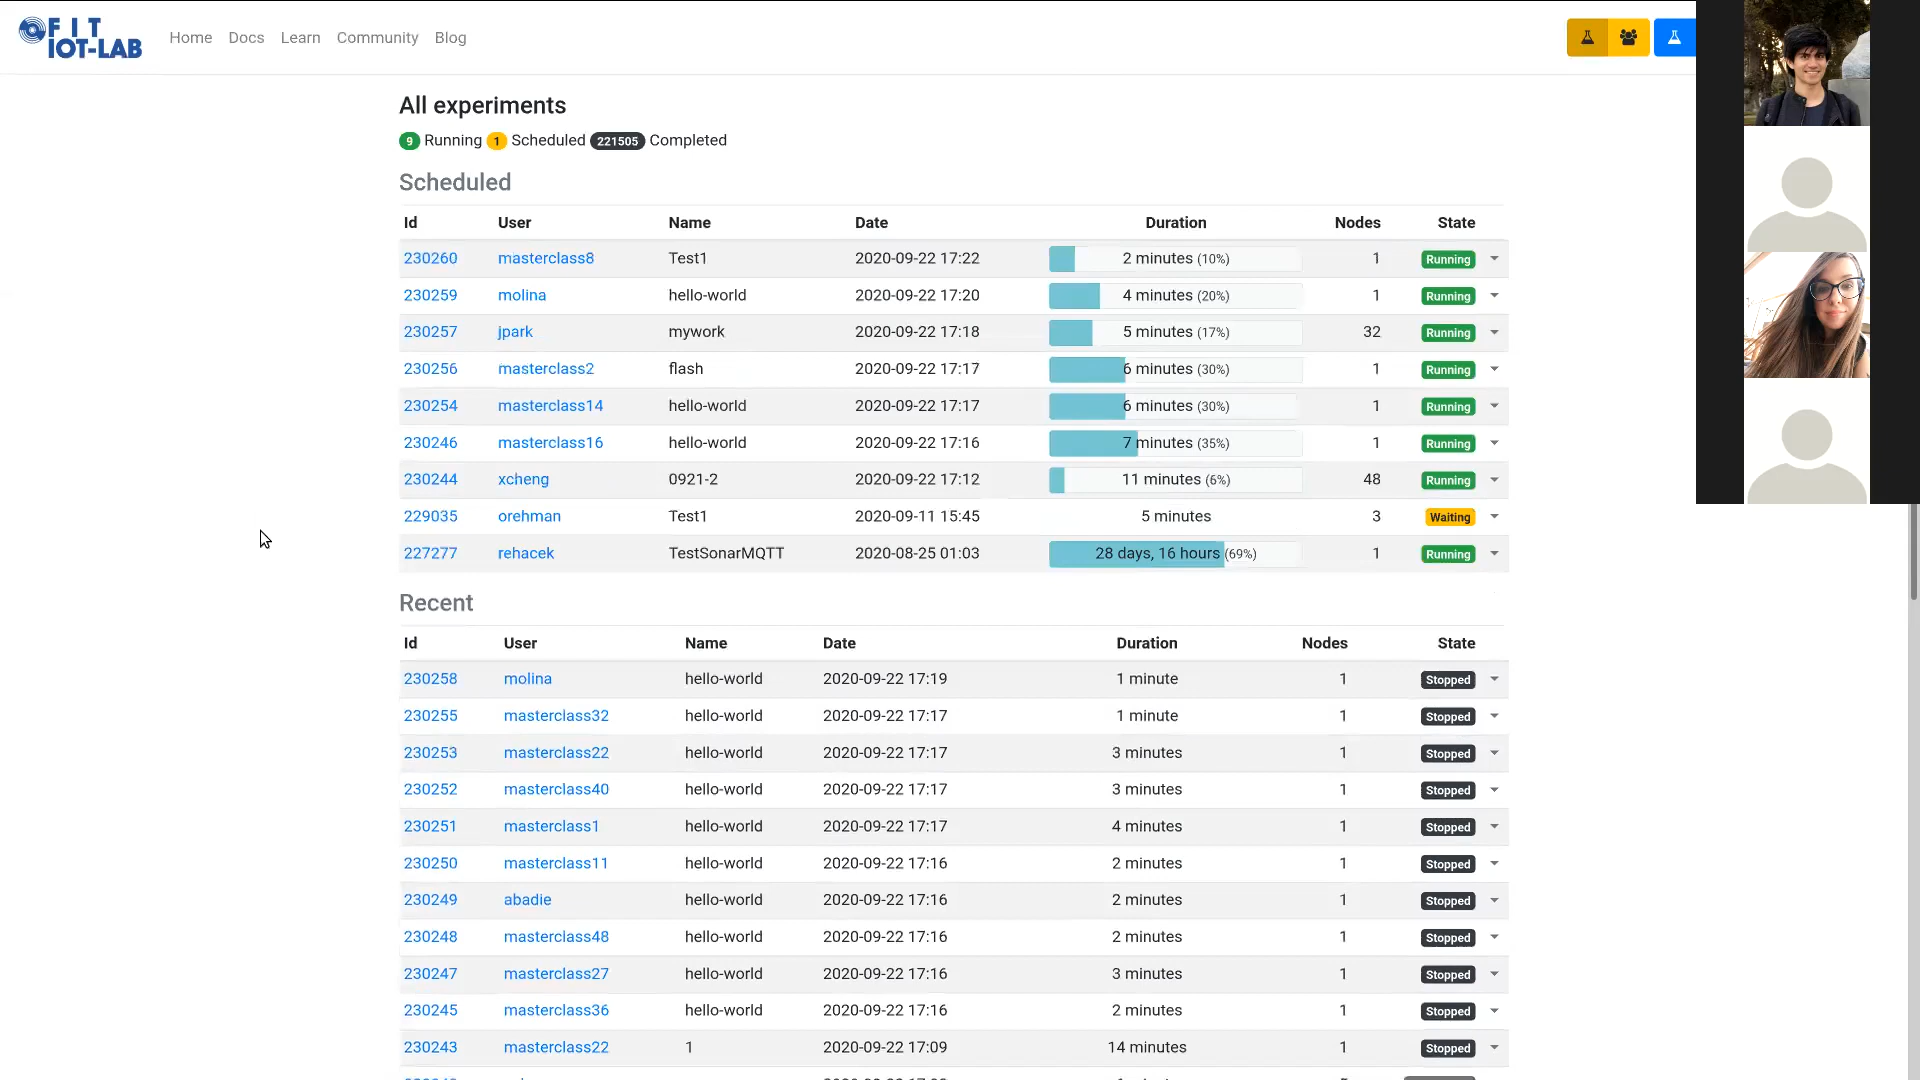 FIT
IOT-LAB
Home Docs Learn Community Blog
All experiments
9 Running 1 Scheduled 221505 Completed
Scheduled
Id User Name Date Duration Nodes State
230260 masterclass8 Test1 2020-09-22 17:22 2 minutes (10%) 1 Running
230259 molina hello-world 2020-09-22 17:20 4 minutes (20%) 1 Running
230257 jpark mywork 2020-09-22 17:18 5 minutes (17%) 32 Running
230256 masterclass2 flash 2020-09-22 17:17 6 minutes (30%) 1 Running
230254 masterclass14 hello-world 2020-09-22 17:17 6 minutes (30%) 1 Running
230246 masterclass16 hello-world 2020-09-22 17:16 7 minutes (35%) 1 Running
230244 xcheng 0921-2 2020-09-22 17:12 11 minutes (6%) 48 Running
229035 orehman Test1 2020-09-11 15:45 5 minutes 3 Waiting
227277 rehacek TestSonarMQTT 2020-08-25 01:03 28 days, 16 hours (69%) 1 Running
Recent
Id User Name Date Duration Nodes State
230258 molina hello-world 2020-09-22 17:19 1 minute 1 Stopped
230255 masterclass32 hello-world 2020-09-22 17:17 1 minute 1 Stopped
230253 masterclass22 hello-world 2020-09-22 17:17 3 minutes 1 Stopped
230252 masterclass40 hello-world 2020-09-22 17:17 3 minutes 1 Stopped
230251 masterclass1 hello-world 2020-09-22 17:17 4 minutes 1 Stopped
230250 masterclass11 hello-world 2020-09-22 17:16 2 minutes 1 Stopped
230249 abadie hello-world 2020-09-22 17:16 2 minutes 1 Stopped
230248 masterclass48 hello-world 2020-09-22 17:16 2 minutes 1 Stopped
230247 masterclass27 hello-world 2020-09-22 17:16 3 minutes 1 Stopped
230245 masterclass36 hello-world 2020-09-22 17:16 2 minutes 1 Stopped
230243 masterclass22 1 2020-09-22 17:09 14 minutes 1 Stopped